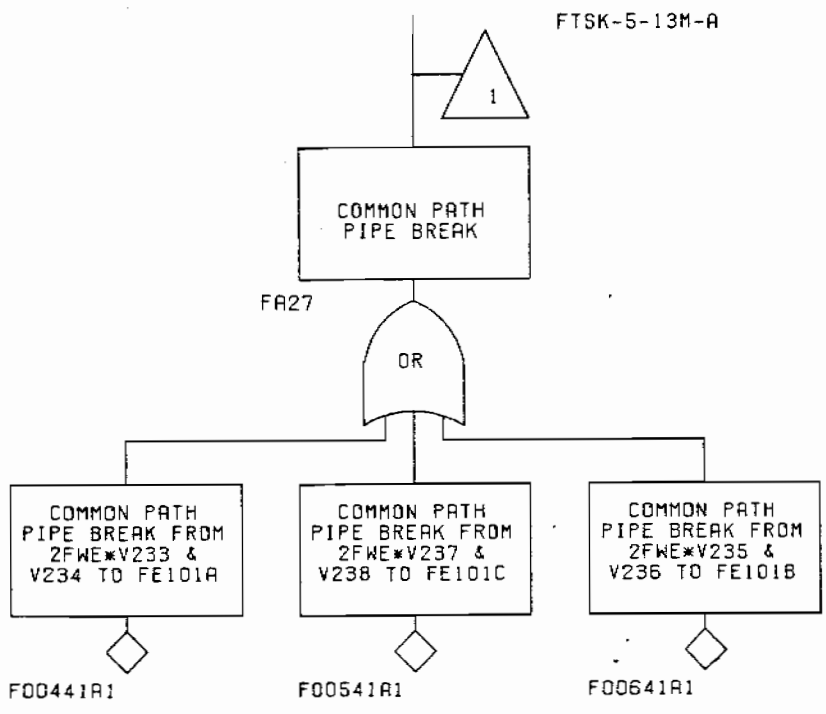 FTSK-5-13M-A
1
COMMON PATH
PIPE BREAK
FA27
OR
COMMON PATH
PIPE BREAK FROM
2FWE*V233 &
V234 TO FE101A
COMMON PATH
PIPE BREAK FROM
2FWE*V237 &
V238 TO FE101C
COMMON PATH
PIPE BREAK FROM
2FWE*V235 &
V236 TO FE101B
F00441A1
F00541A1
F00641A1